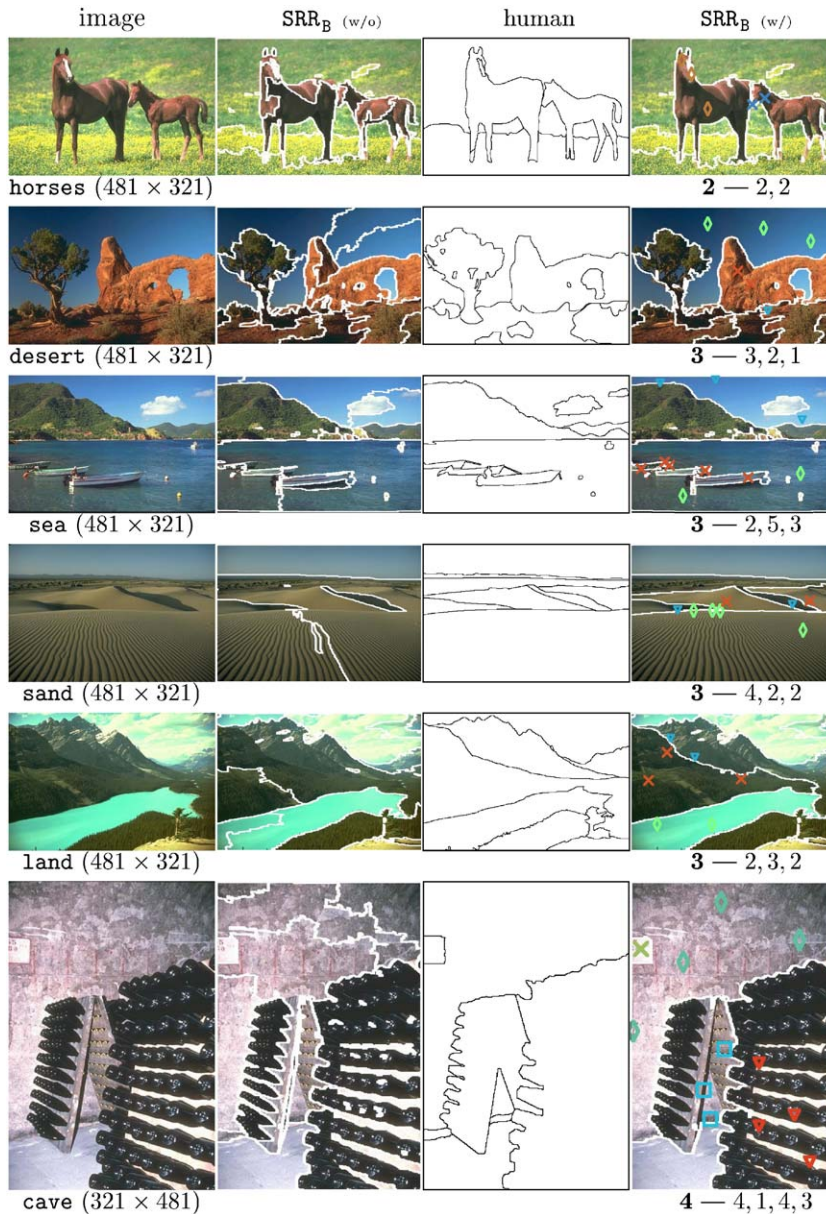 image SRR_B (w/o) human SRR_B (w/)
horses (481 × 321) 2 — 2, 2
desert (481 × 321) 3 — 3, 2, 1
sea (481 × 321) 3 — 2, 5, 3
sand (481 × 321) 3 — 4, 2, 2
land (481 × 321) 3 — 2, 3, 2
cave (321 × 481) 4 — 4, 1, 4, 3